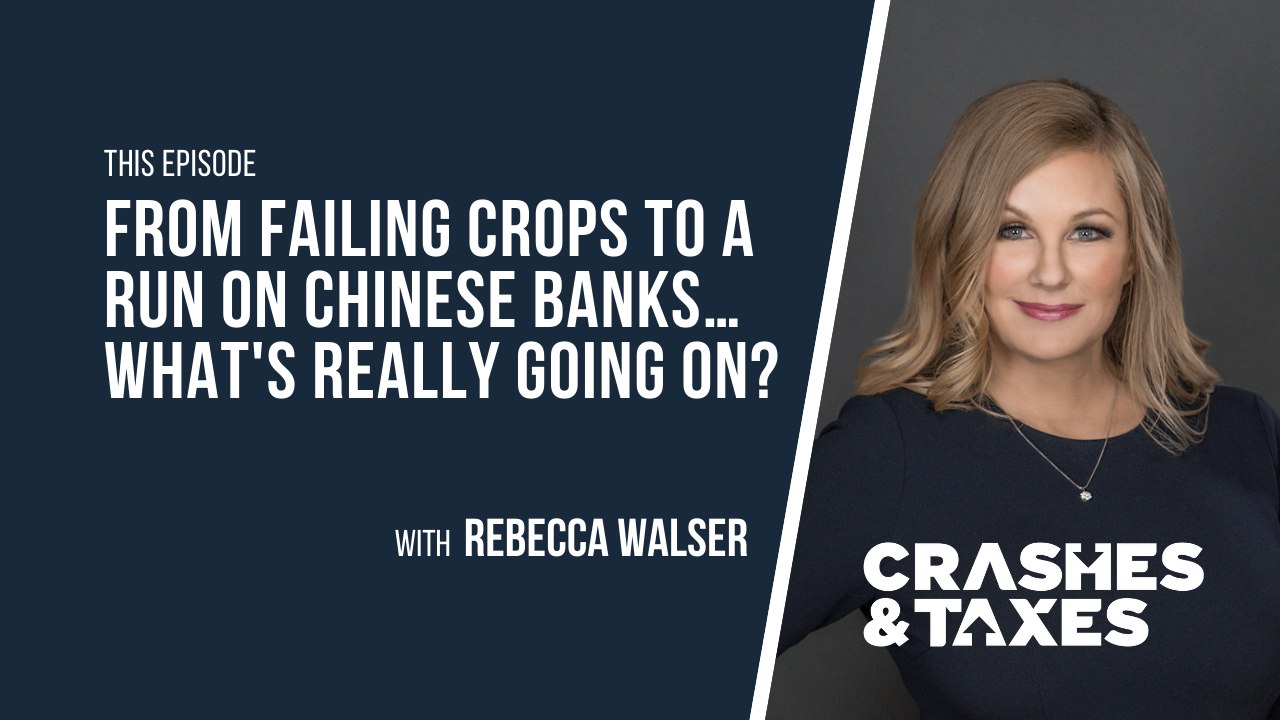 THIS EPISODE
FROM FAILING CROPS TO A
RUN ON CHINESE BANKS...
WHAT'S REALLY GOING ON?
WITH REBECCA WALSER
CRASHES
& TAXES